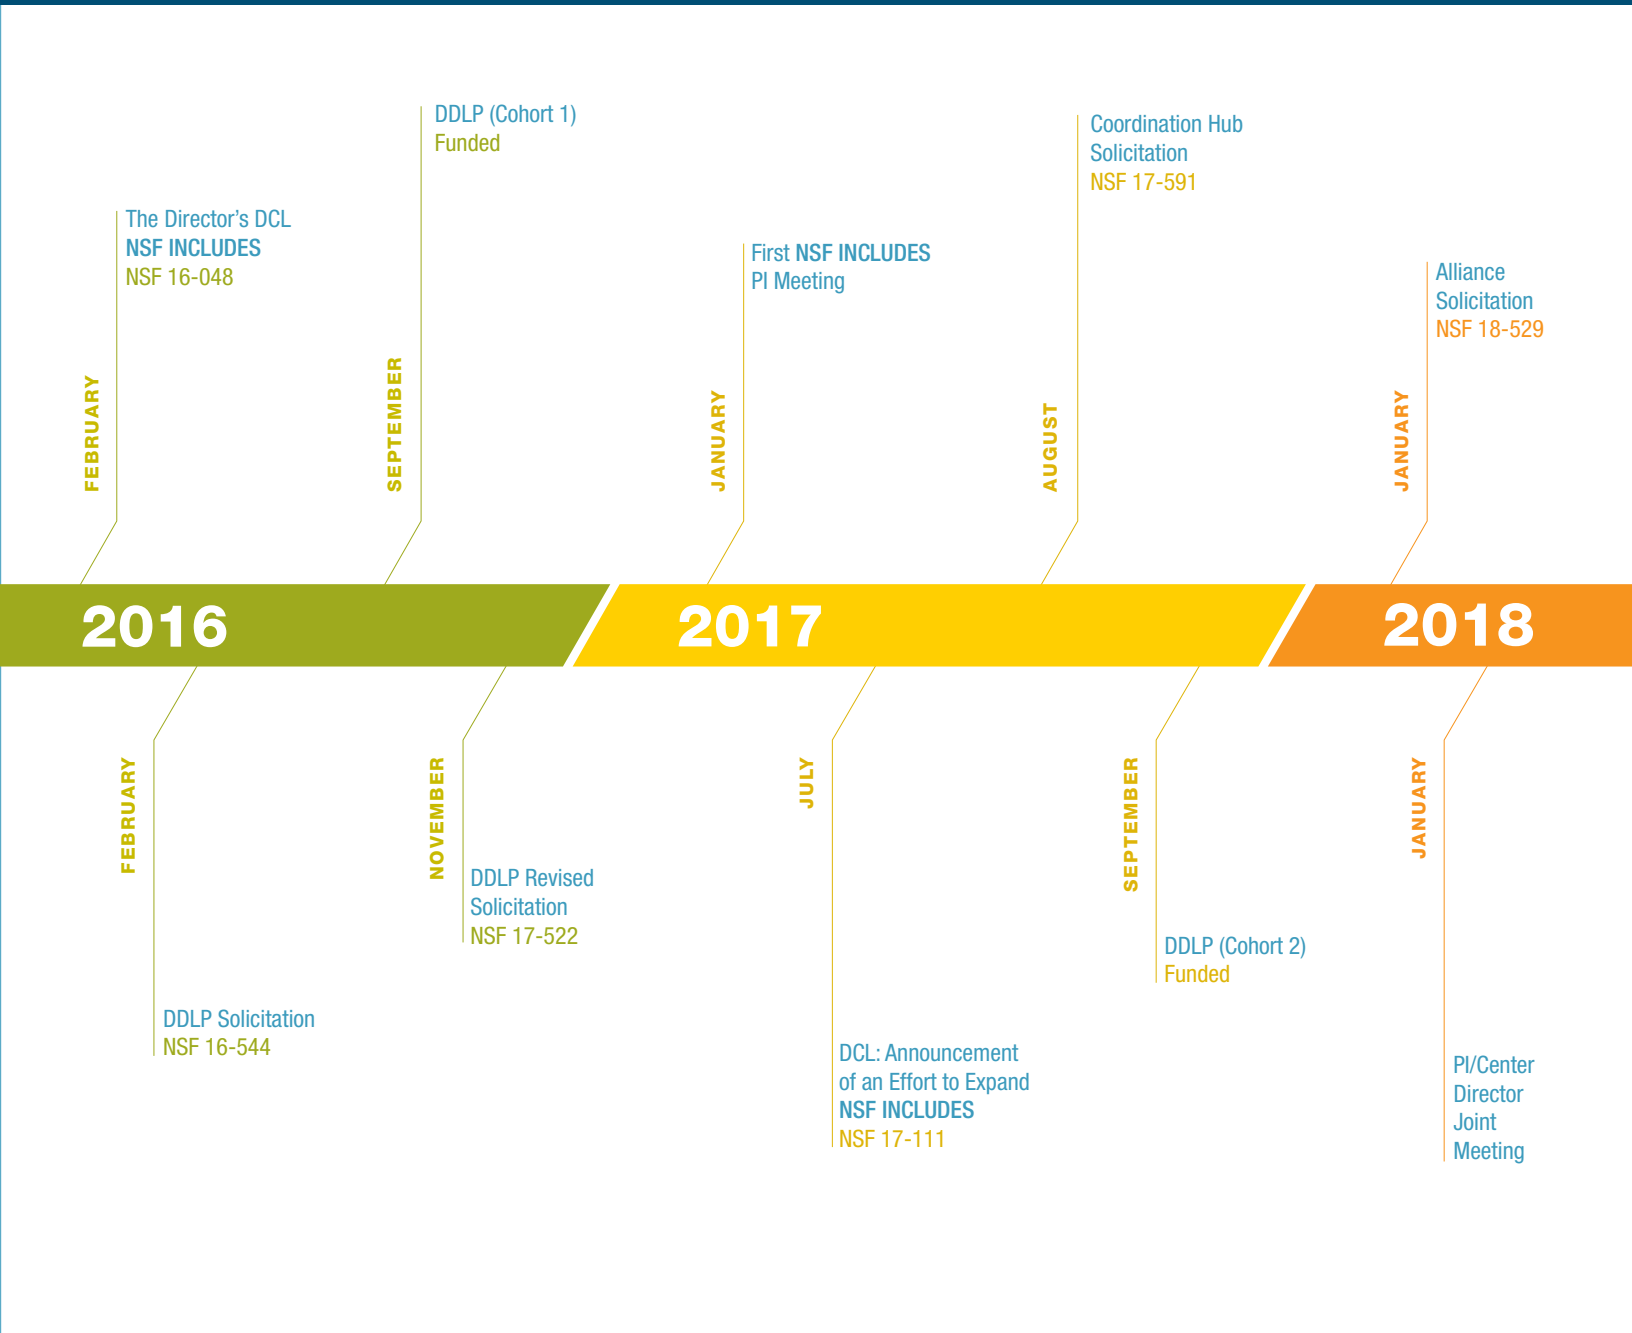 DDLP (Cohort 1)
Funded
Coordination Hub
Solicitation
NSF 17-591
The Director’s DCL
NSF INCLUDES
NSF 16-048
First NSF INCLUDES
PI Meeting
Alliance
Solicitation
NSF 18-529
FEBRUARY
SEPTEMBER
JANUARY
AUGUST
JANUARY
2016
2017
2018
FEBRUARY
NOVEMBER
JULY
SEPTEMBER
JANUARY
DDLP Revised
Solicitation
NSF 17-522
DDLP (Cohort 2)
Funded
DDLP Solicitation
NSF 16-544
DCL: Announcement
of an Effort to Expand
NSF INCLUDES
NSF 17-111
PI/Center
Director
Joint
Meeting